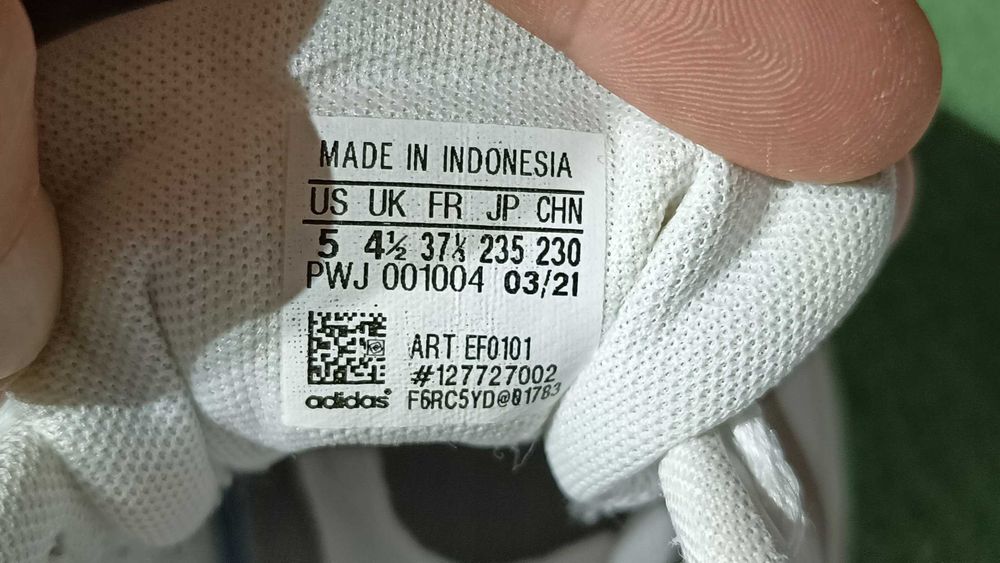 MADE IN INDONESIA
US UK FR JP CHN
5 4½ 37⅓ 235 230
PWJ 001004 03/21
ART EF0101
#127727002
adidas® F6RC5YD@01783